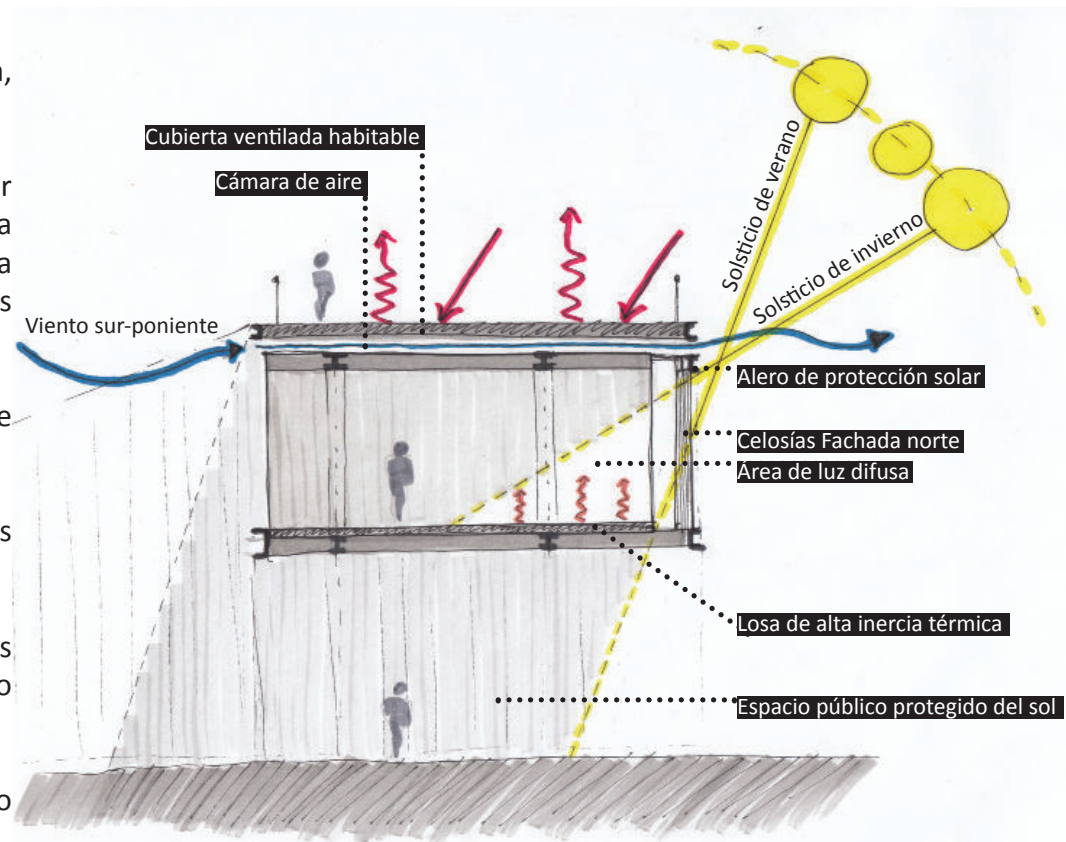 Cubierta ventilada habitable
Cámara de aire
Solsticio de verano
Solsticio de invierno
Viento sur-poniente
Alero de protección solar
Celosías Fachada norte
Área de luz difusa
Losa de alta inercia térmica
Espacio público protegido del sol